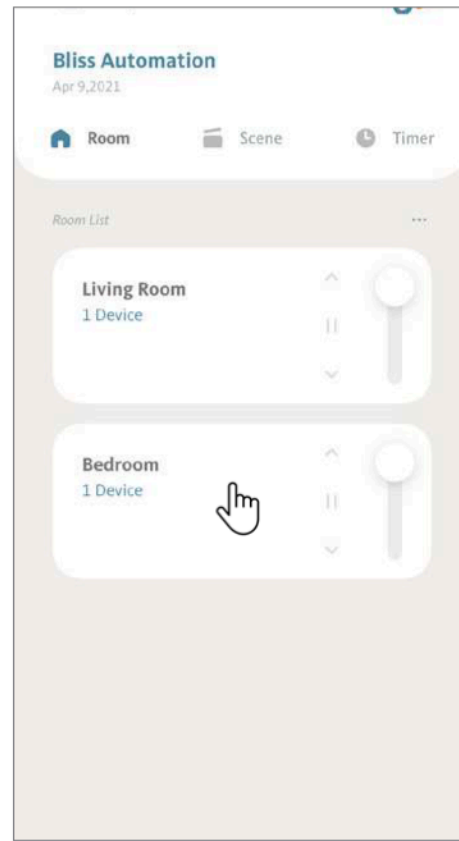 Bliss Automation
Apr 9,2021
Room Scene Timer
Room List
Living Room
1 Device
Bedroom
1 Device